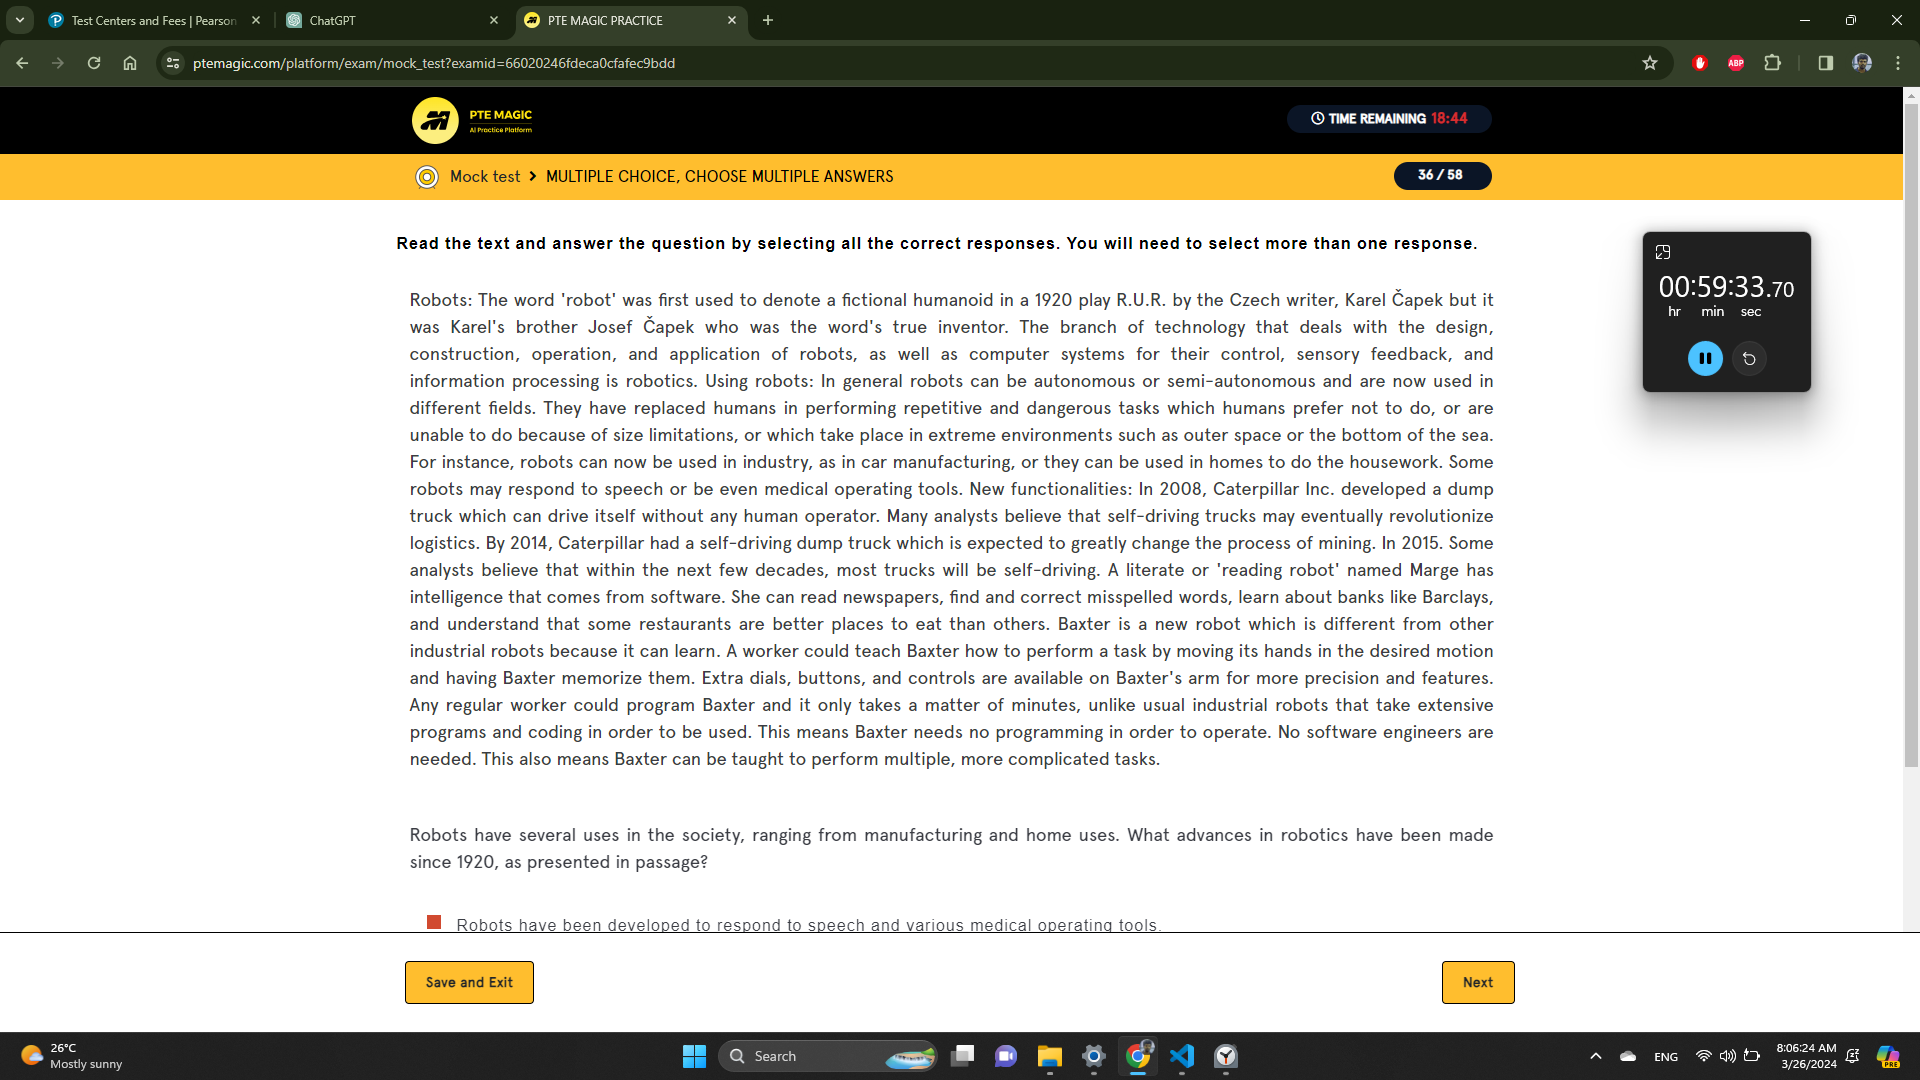 Test Centers and Fees | Pearson
ChatGPT
PTE MAGIC PRACTICE
ptemagic.com/platform/exam/mock_test?examid=66020246fdeca0cfafec9bdd
ABP
PTE MAGIC
AI Practice Platform
TIME REMAINING 18:44
Mock test > MULTIPLE CHOICE, CHOOSE MULTIPLE ANSWERS
36 / 58
Read the text and answer the question by selecting all the correct responses. You will need to select more than one response.
00:59:33.70
hr min sec
Robots: The word 'robot' was first used to denote a fictional humanoid in a 1920 play R.U.R. by the Czech writer, Karel Čapek but it
was Karel's brother Josef Čapek who was the word's true inventor. The branch of technology that deals with the design,
construction, operation, and application of robots, as well as computer systems for their control, sensory feedback, and
information processing is robotics. Using robots: In general robots can be autonomous or semi-autonomous and are now used in
different fields. They have replaced humans in performing repetitive and dangerous tasks which humans prefer not to do, or are
unable to do because of size limitations, or which take place in extreme environments such as outer space or the bottom of the sea.
For instance, robots can now be used in industry, as in car manufacturing, or they can be used in homes to do the housework. Some
robots may respond to speech or be even medical operating tools. New functionalities: In 2008, Caterpillar Inc. developed a dump
truck which can drive itself without any human operator. Many analysts believe that self-driving trucks may eventually revolutionize
logistics. By 2014, Caterpillar had a self-driving dump truck which is expected to greatly change the process of mining. In 2015. Some
analysts believe that within the next few decades, most trucks will be self-driving. A literate or 'reading robot' named Marge has
intelligence that comes from software. She can read newspapers, find and correct misspelled words, learn about banks like Barclays,
and understand that some restaurants are better places to eat than others. Baxter is a new robot which is different from other
industrial robots because it can learn. A worker could teach Baxter how to perform a task by moving its hands in the desired motion
and having Baxter memorize them. Extra dials, buttons, and controls are available on Baxter's arm for more precision and features.
Any regular worker could program Baxter and it only takes a matter of minutes, unlike usual industrial robots that take extensive
programs and coding in order to be used. This means Baxter needs no programming in order to operate. No software engineers are
needed. This also means Baxter can be taught to perform multiple, more complicated tasks.
Robots have several uses in the society, ranging from manufacturing and home uses. What advances in robotics have been made
since 1920, as presented in passage?
Robots have been developed to respond to speech and various medical operating tools.
Save and Exit
Next
26°C
Mostly sunny
Search
ENG
8:06:24 AM
3/26/2024
PRE